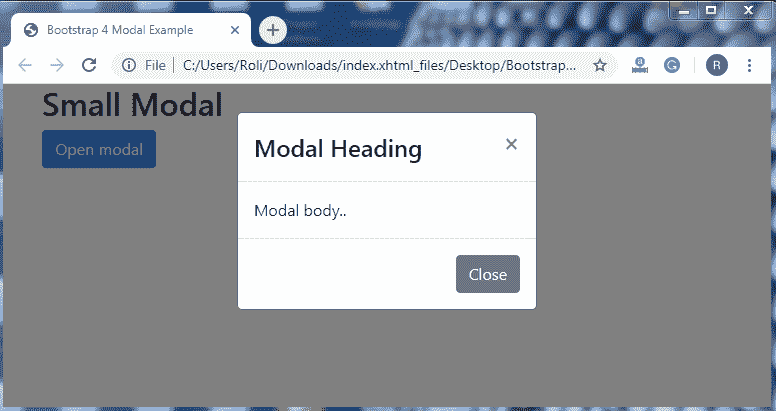 Bootstrap 4 Modal Example
File C:/Users/Roli/Downloads/index.xhtml_files/Desktop/Bootstrap... R
Small Modal
Open modal
Modal Heading ×
Modal body..
Close